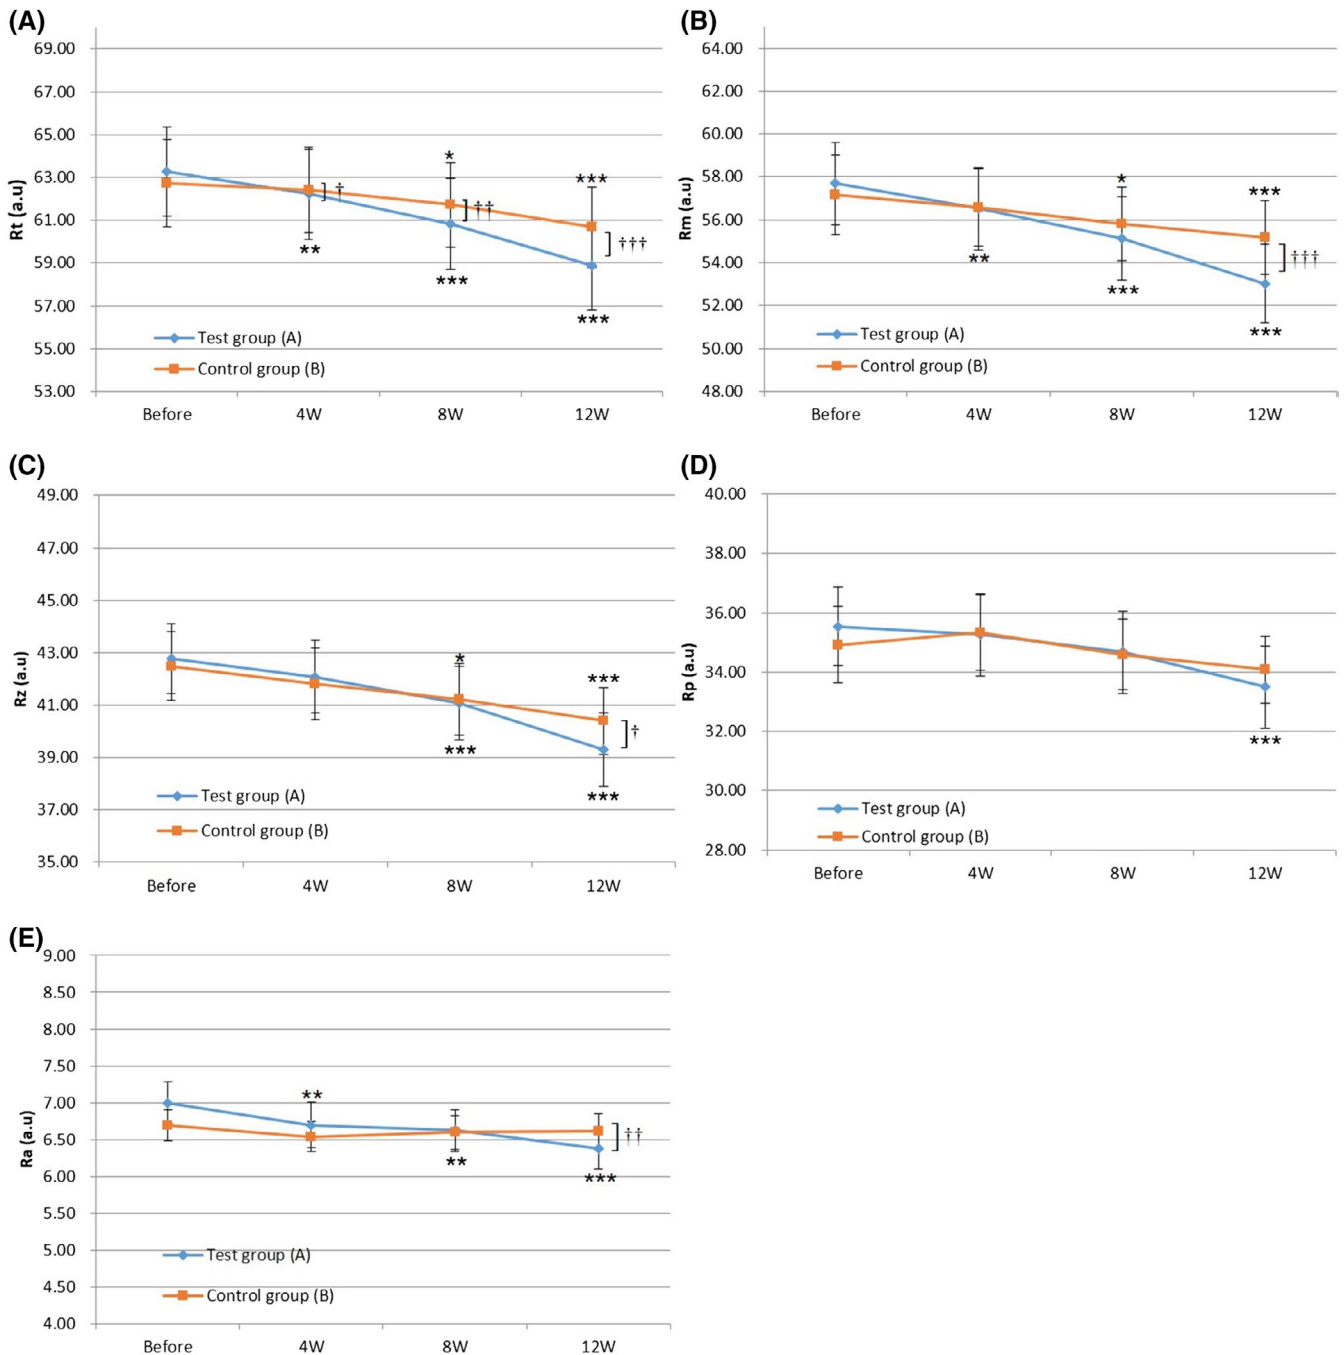 (A)
69.00
67.00
65.00
63.00
61.00
59.00
57.00
55.00
53.00
Rt (a.u)
* ***
†
††
†††
** *** ***
Test group (A)
Control group (B)
Before 4W 8W 12W
(B)
64.00
62.00
60.00
58.00
56.00
54.00
52.00
50.00
48.00
Rm (a.u)
* ***
†††
** *** ***
Test group (A)
Control group (B)
Before 4W 8W 12W
(C)
49.00
47.00
45.00
43.00
41.00
39.00
37.00
35.00
Rz (a.u)
* ***
†
*** ***
Test group (A)
Control group (B)
Before 4W 8W 12W
(D)
40.00
38.00
36.00
34.00
32.00
30.00
28.00
Rp (a.u)
***
Test group (A)
Control group (B)
Before 4W 8W 12W
(E)
9.00
8.50
8.00
7.50
7.00
6.50
6.00
5.50
5.00
4.50
4.00
Ra (a.u)
**
††
** ***
Test group (A)
Control group (B)
Before 4W 8W 12W